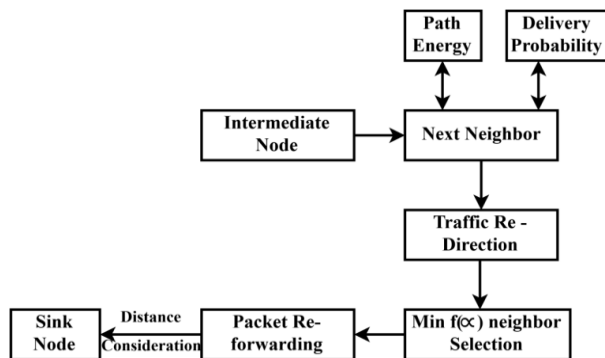 Path
Energy
Delivery
Probability
Intermediate
Node
Next Neighbor
Traffic Re -
Direction
Sink
Node
Distance
Consideration
Packet Re-
forwarding
Min f(∝) neighbor
Selection